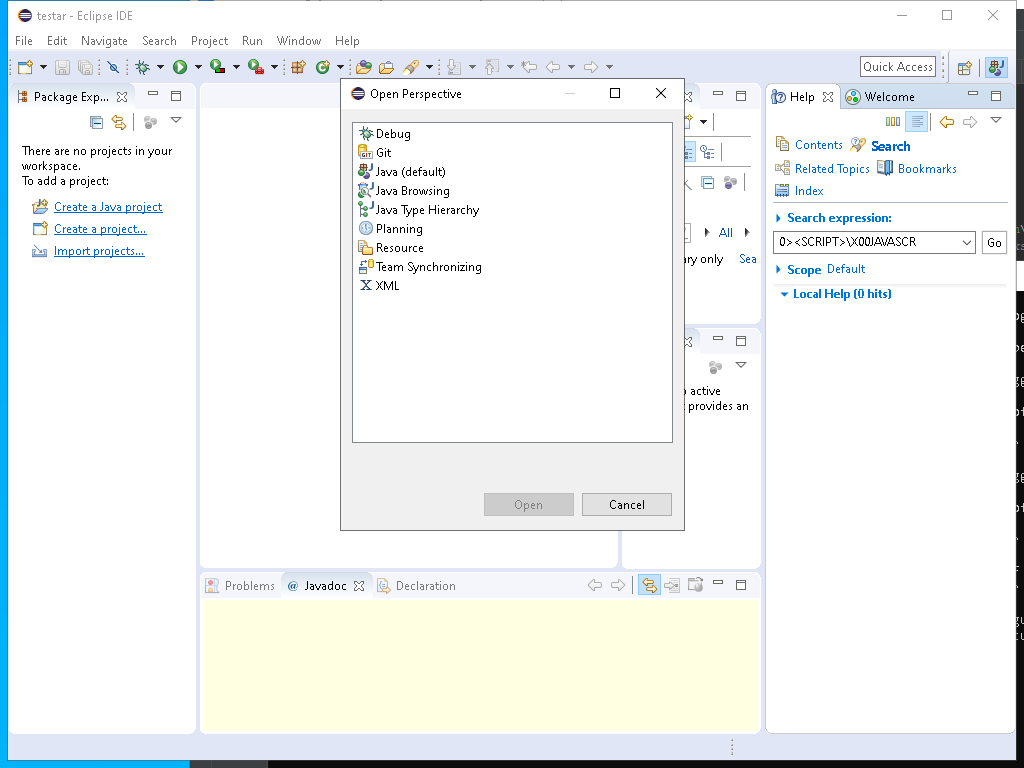 testar - Eclipse IDE
File Edit Navigate Search Project Run Window Help
Quick Access
Package Exp...
There are no projects in your
workspace.
To add a project:
Create a Java project
Create a project...
Import projects...
Open Perspective
Debug
GIT
Git
Java (default)
Java Browsing
Java Type Hierarchy
Planning
Resource
Team Synchronizing
X XML
Open Cancel
All
ry only Sea
active
provides an
Help Welcome
Contents Search
Related Topics Bookmarks
Index
Search expression:
0><SCRIPT>\X00JAVASCR Go
Scope Default
Local Help (0 hits)
Problems @ Javadoc Declaration